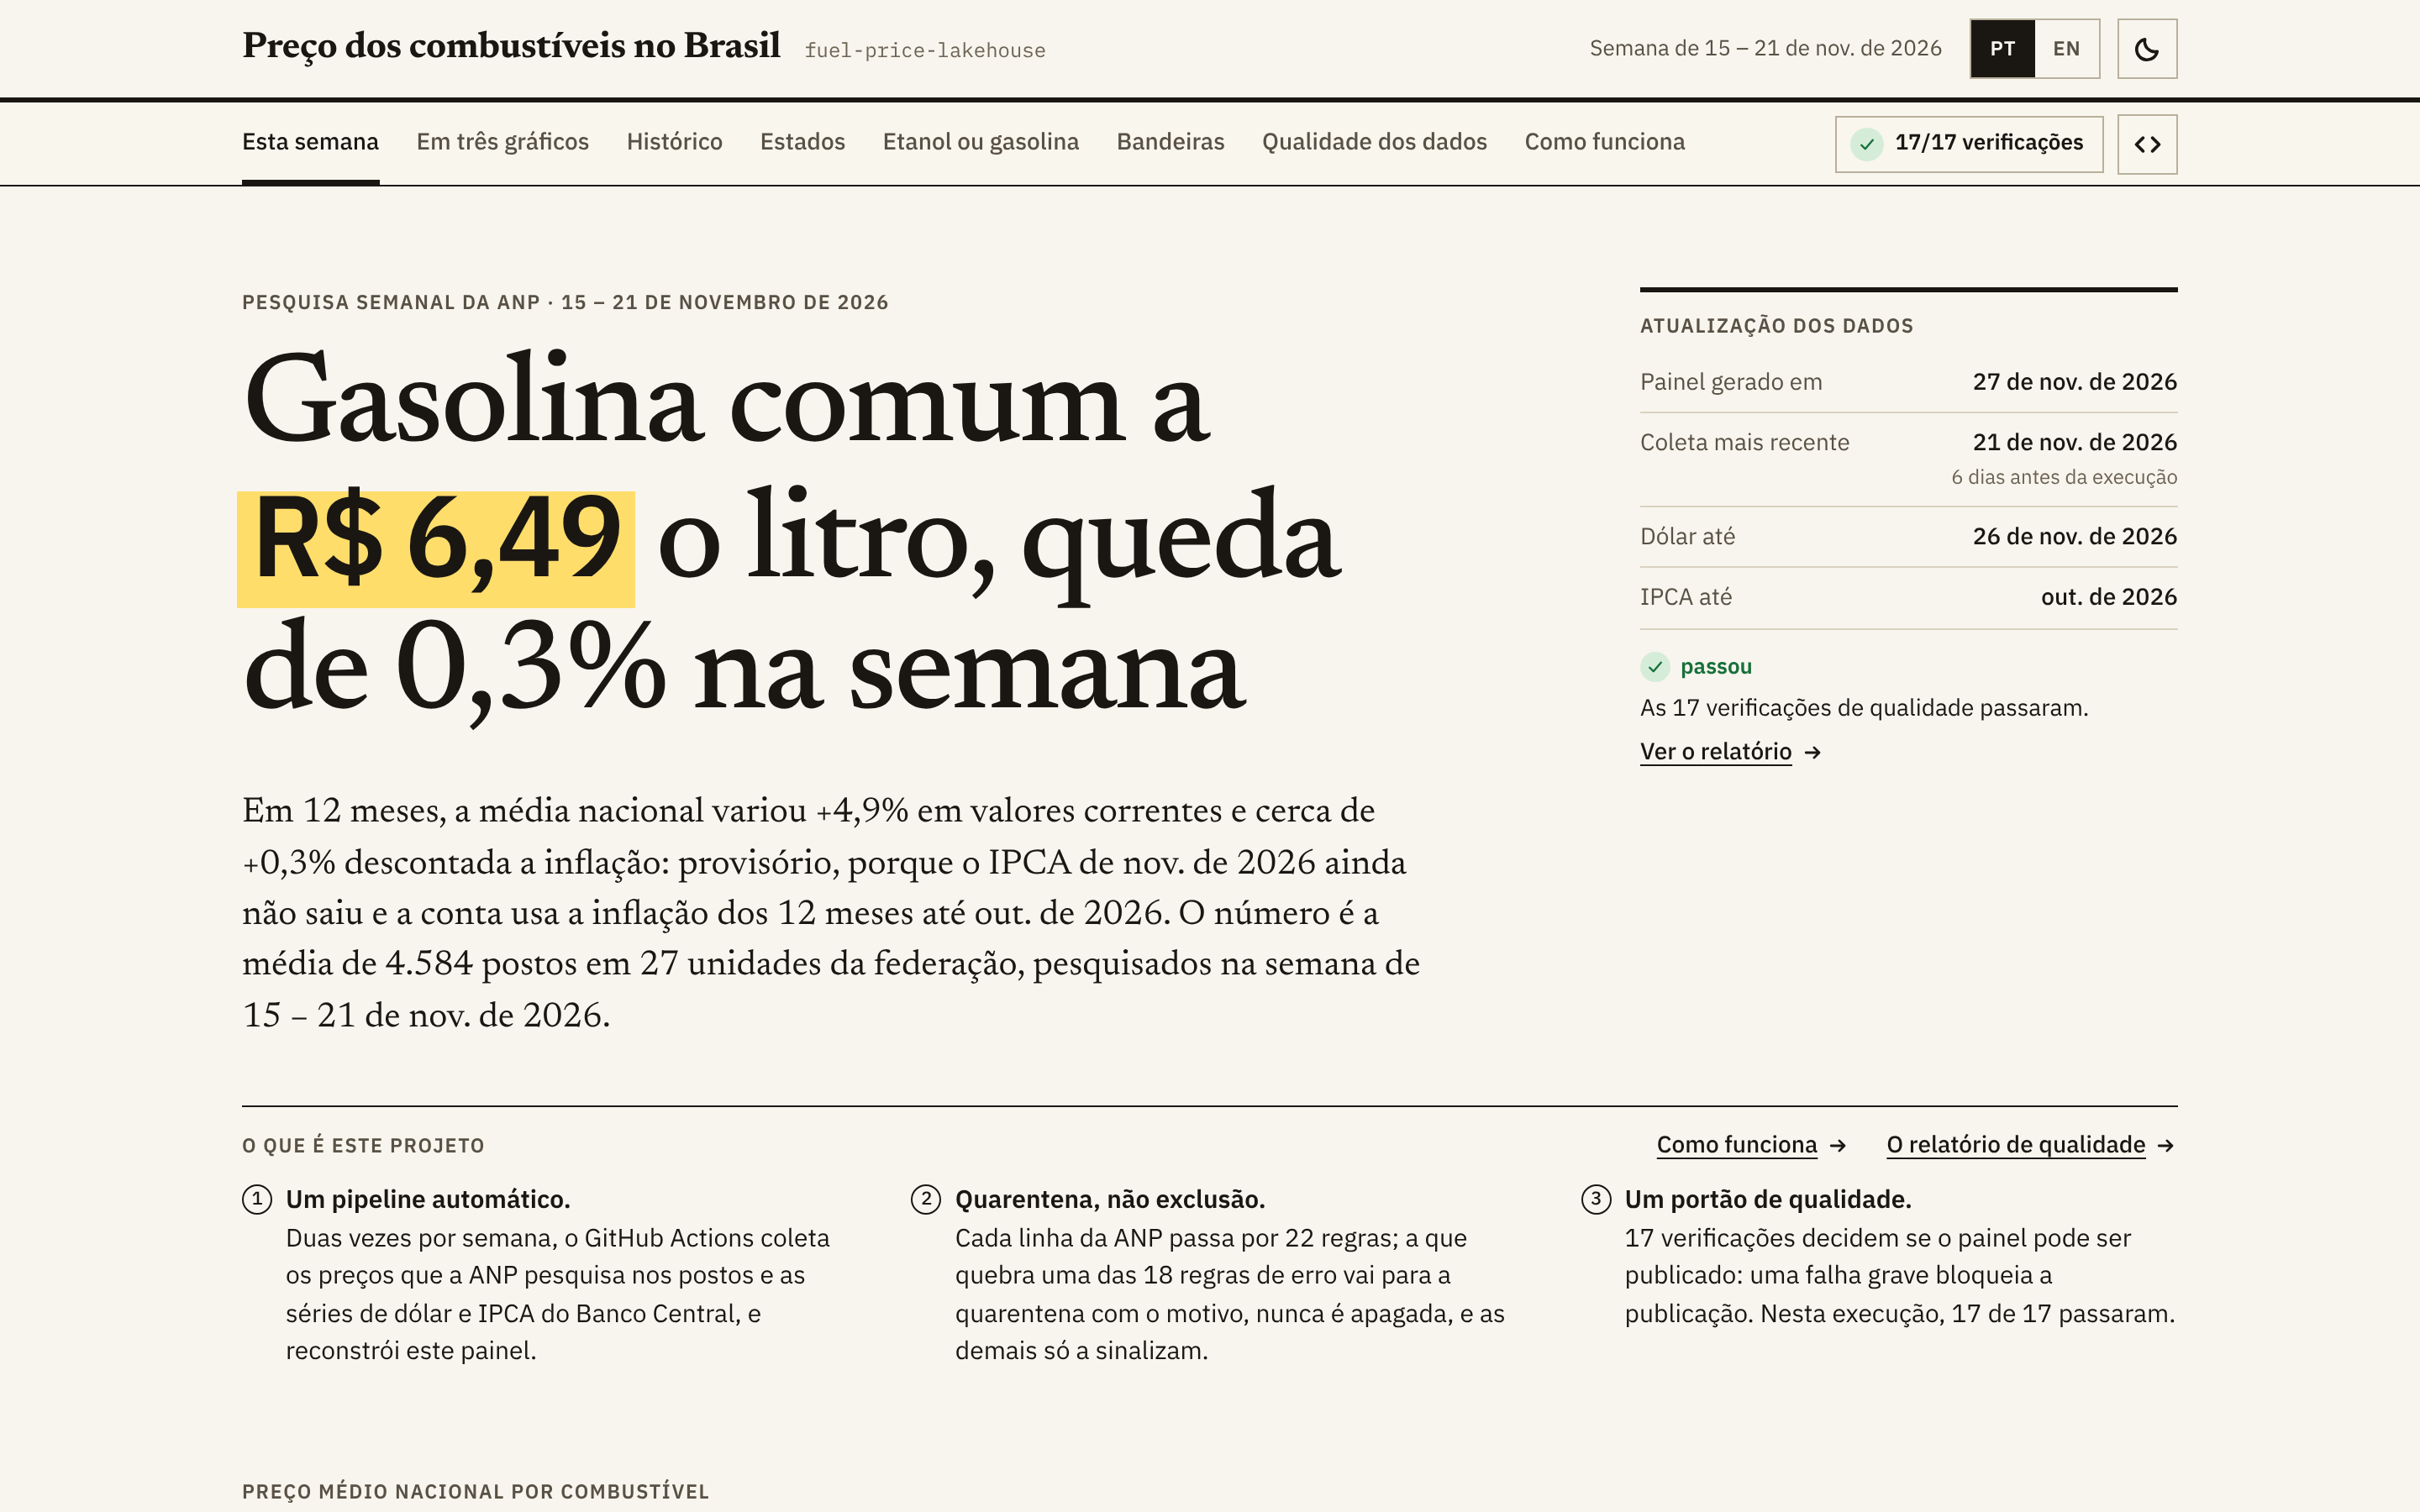 Preço dos combustíveis no Brasil fuel-price-lakehouse
Semana de 15 – 21 de nov. de 2026 PT EN
Esta semana Em três gráficos Histórico Estados Etanol ou gasolina Bandeiras Qualidade dos dados Como funciona
17/17 verificações
PESQUISA SEMANAL DA ANP · 15 – 21 DE NOVEMBRO DE 2026
Gasolina comum a
R$ 6,49 o litro, queda
de 0,3% na semana
Em 12 meses, a média nacional variou +4,9% em valores correntes e cerca de
+0,3% descontada a inflação: provisório, porque o IPCA de nov. de 2026 ainda
não saiu e a conta usa a inflação dos 12 meses até out. de 2026. O número é a
média de 4.584 postos em 27 unidades da federação, pesquisados na semana de
15 – 21 de nov. de 2026.
ATUALIZAÇÃO DOS DADOS
Painel gerado em 27 de nov. de 2026
Coleta mais recente 21 de nov. de 2026
6 dias antes da execução
Dólar até 26 de nov. de 2026
IPCA até out. de 2026
passou
As 17 verificações de qualidade passaram.
Ver o relatório →
O QUE É ESTE PROJETO
Como funciona → O relatório de qualidade →
1 Um pipeline automático.
Duas vezes por semana, o GitHub Actions coleta
os preços que a ANP pesquisa nos postos e as
séries de dólar e IPCA do Banco Central, e
reconstrói este painel.
2 Quarentena, não exclusão.
Cada linha da ANP passa por 22 regras; a que
quebra uma das 18 regras de erro vai para a
quarentena com o motivo, nunca é apagada, e as
demais só a sinalizam.
3 Um portão de qualidade.
17 verificações decidem se o painel pode ser
publicado: uma falha grave bloqueia a
publicação. Nesta execução, 17 de 17 passaram.
PREÇO MÉDIO NACIONAL POR COMBUSTÍVEL